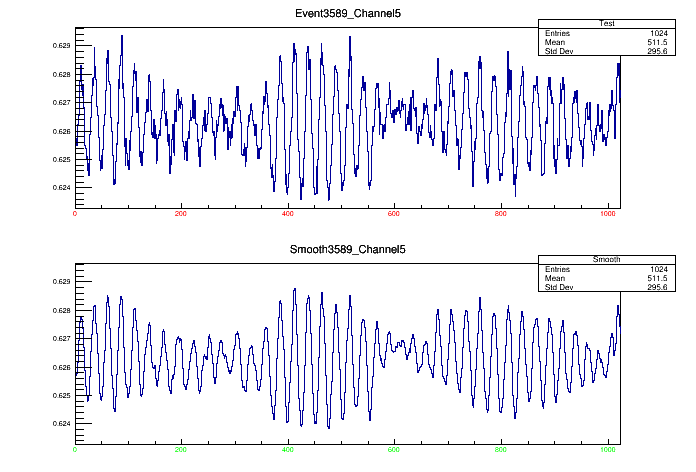 Event3589_Channel5
Test
Entries 1024
Mean 511.5
Std Dev 295.6
0.629
0.628
0.627
0.626
0.625
0.624
0 200 400 600 800 1000
Smooth3589_Channel5
Smooth
Entries 1024
Mean 511.5
Std Dev 295.6
0.629
0.628
0.627
0.626
0.625
0.624
0 200 400 600 800 1000